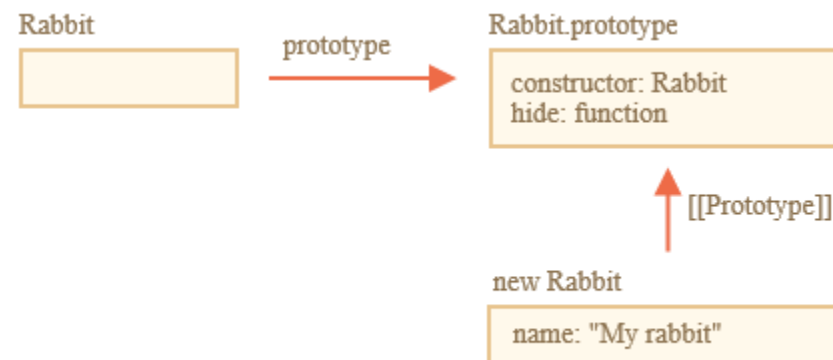 Rabbit
prototype
Rabbit.prototype
constructor: Rabbit
hide: function
[[Prototype]]
new Rabbit
name: "My rabbit"